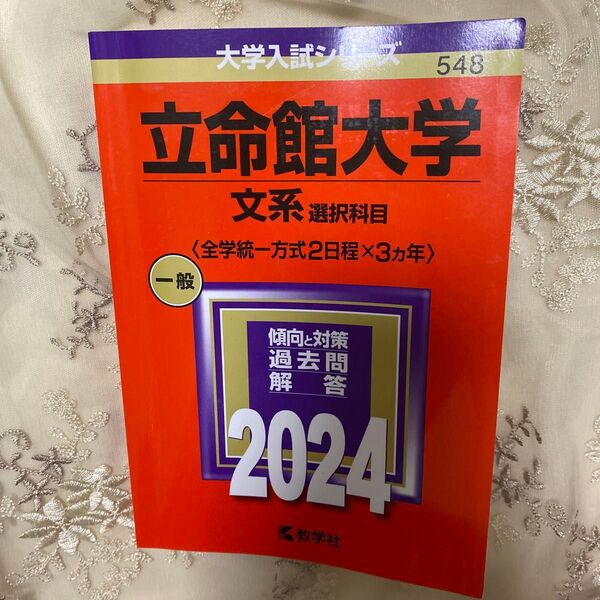 大学入試シリーズ
548
立命館大学
文系 選択科目
〈全学統一方式2日程×3ヵ年〉
一般
傾向と対策
過去問
解答
2024
教学社